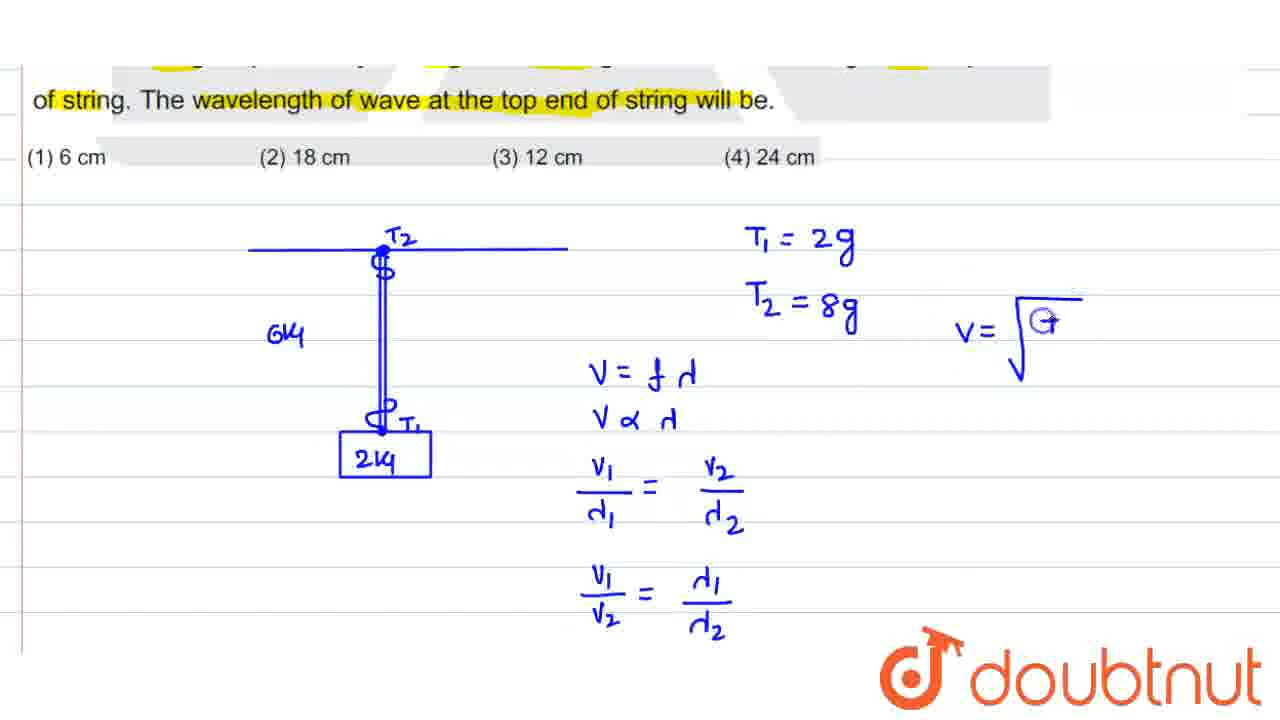 of string. The wavelength of wave at the top end of string will be.
(1) 6 cm (2) 18 cm (3) 12 cm (4) 24 cm
T2
T1 = 2g
T2 = 8g
6kg
V = √T
V = f λ
V ∝ λ
T1
2kg
V1/λ1 = V2/λ2
V1/V2 = λ1/λ2
doubtnut